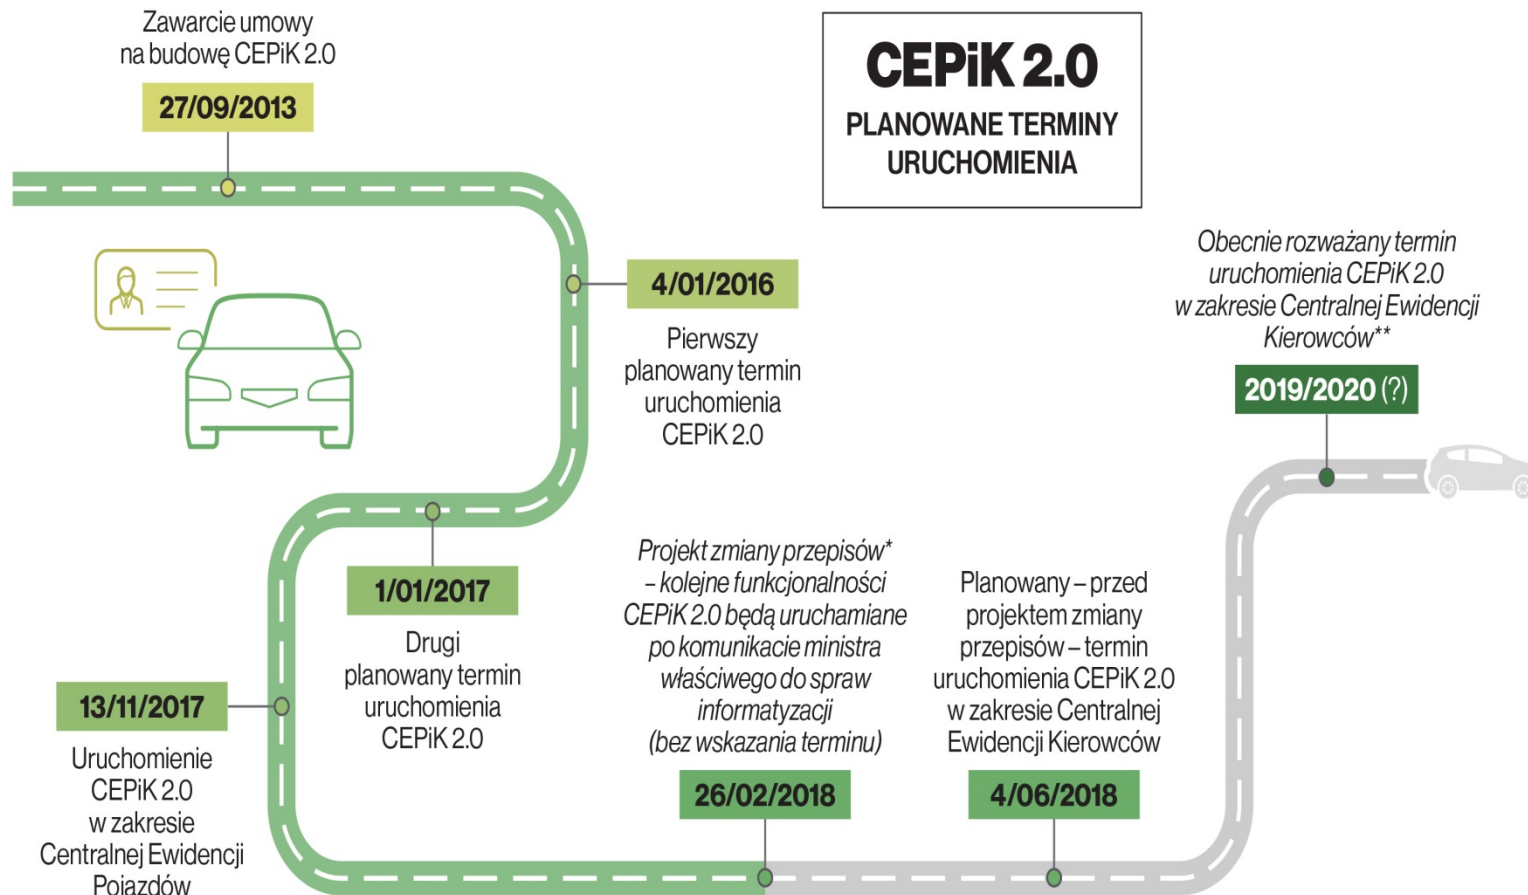 Zawarcie umowy
na budowę CEPiK 2.0
27/09/2013
CEPiK 2.0
PLANOWANE TERMINY
URUCHOMIENIA
4/01/2016
Pierwszy
planowany termin
uruchomienia
CEPiK 2.0
1/01/2017
Drugi
planowany termin
uruchomienia
CEPiK 2.0
13/11/2017
Uruchomienie
CEPiK 2.0
w zakresie
Centralnej Ewidencji
Pojazdów
Projekt zmiany przepisów*
– kolejne funkcjonalności
CEPiK 2.0 będą uruchamiane
po komunikacie ministra
właściwego do spraw
informatyzacji
(bez wskazania terminu)
26/02/2018
Planowany – przed
projektem zmiany
przepisów – termin
uruchomienia CEPiK 2.0
w zakresie Centralnej
Ewidencji Kierowców
4/06/2018
Obecnie rozważany termin
uruchomienia CEPiK 2.0
w zakresie Centralnej Ewidencji
Kierowców**
2019/2020 (?)